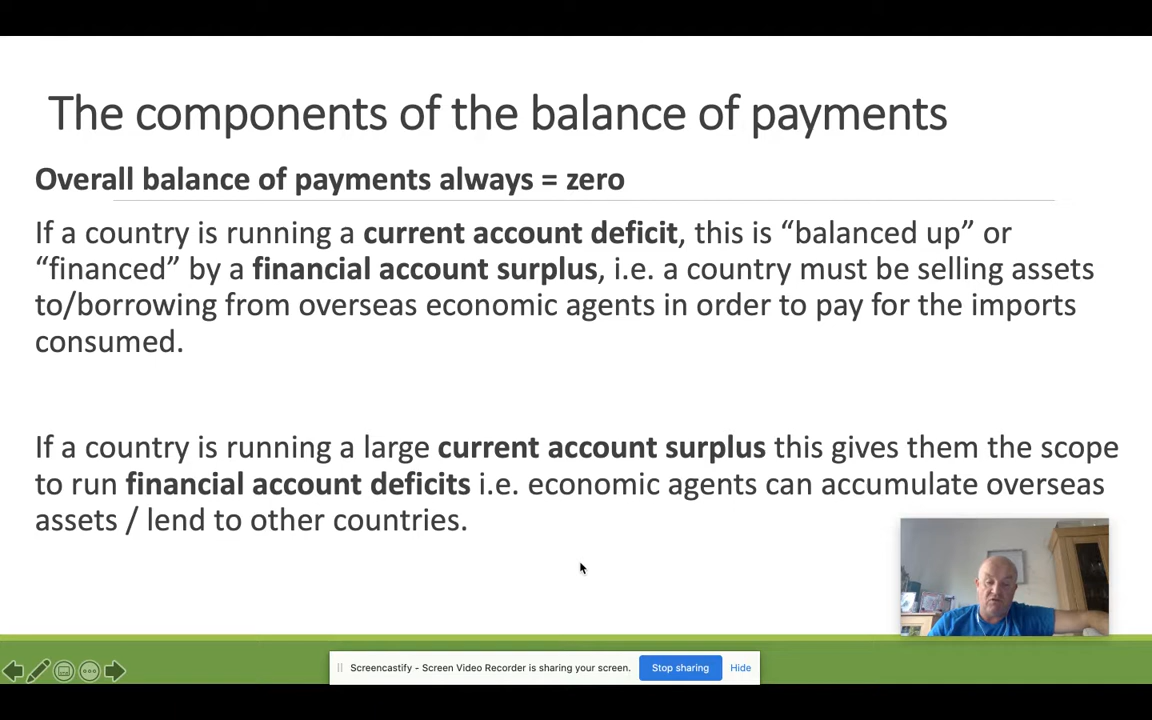 The components of the balance of payments
Overall balance of payments always = zero
If a country is running a current account deficit, this is “balanced up” or
“financed” by a financial account surplus, i.e. a country must be selling assets
to/borrowing from overseas economic agents in order to pay for the imports
consumed.
If a country is running a large current account surplus this gives them the scope
to run financial account deficits i.e. economic agents can accumulate overseas
assets / lend to other countries.
Screencastify - Screen Video Recorder is sharing your screen.
Stop sharing
Hide